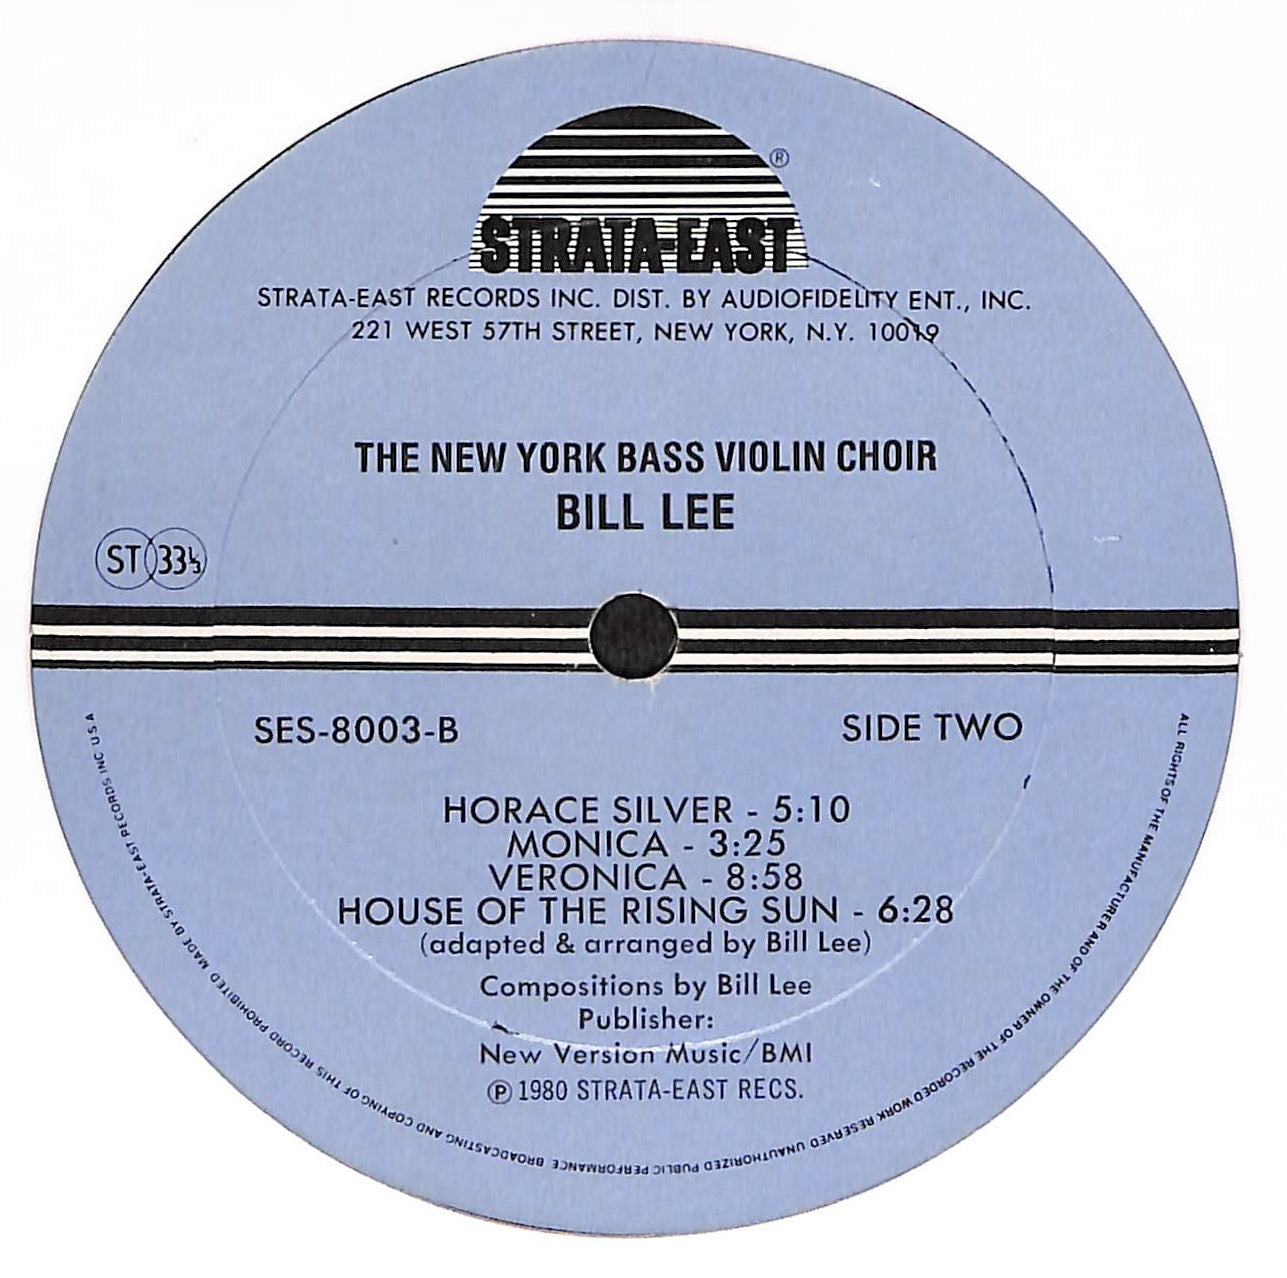 STRATA-EAST ®
STRATA-EAST RECORDS INC. DIST. BY AUDIOFIDELITY ENT., INC.
221 WEST 57TH STREET, NEW YORK, N.Y. 10019
THE NEW YORK BASS VIOLIN CHOIR
BILL LEE
ST 33⅓
SES-8003-B
SIDE TWO
HORACE SILVER - 5:10
MONICA - 3:25
VERONICA - 8:58
HOUSE OF THE RISING SUN - 6:28
(adapted & arranged by Bill Lee)
Compositions by Bill Lee
Publisher:
New Version Music/BMI
℗ 1980 STRATA-EAST RECS.
ALL RIGHTS OF THE MANUFACTURER AND OF THE OWNER OF THE RECORDED WORK RESERVED UNAUTHORIZED PUBLIC PERFORMANCE BROADCASTING AND COPYING OF THIS RECORD PROHIBITED MADE BY STRATA-EAST RECORDS INC U.S.A